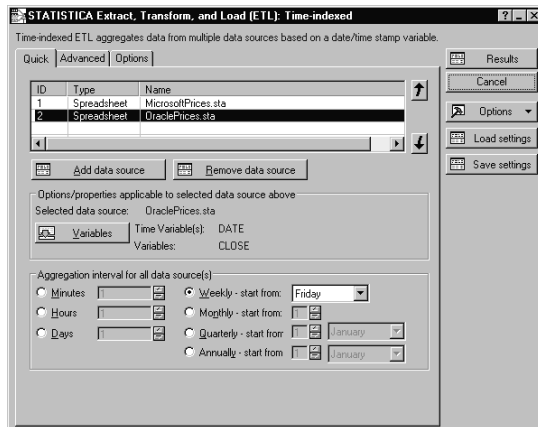 STATISTICA Extract, Transform, and Load (ETL): Time-indexed
Time-indexed ETL aggregates data from multiple data sources based on a date/time stamp variable.
Quick Advanced Options
Results
Cancel
Options
Load settings
Save settings
ID Type Name
1 Spreadsheet MicrosoftPrices.sta
2 Spreadsheet OraclePrices.sta
Add data source Remove data source
Options/properties applicable to selected data source above
Selected data source: OraclePrices.sta
Variables Time Variable(s): DATE
Variables: CLOSE
Aggregation interval for all data source(s)
Minutes 1 Weekly - start from: Friday
Hours 1 Monthly - start from: 1
Days 1 Quarterly - start from 1 January
Annually - start from 1 January